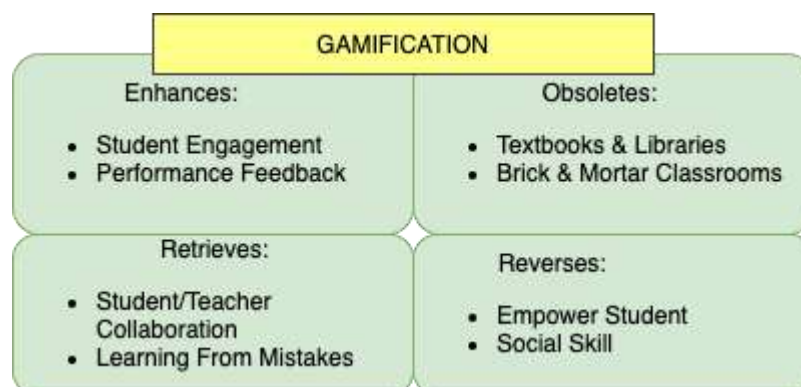 GAMIFICATION
Enhances:
• Student Engagement
• Performance Feedback
Obsoletes:
• Textbooks & Libraries
• Brick & Mortar Classrooms
Retrieves:
• Student/Teacher
Collaboration
• Learning From Mistakes
Reverses:
• Empower Student
• Social Skill